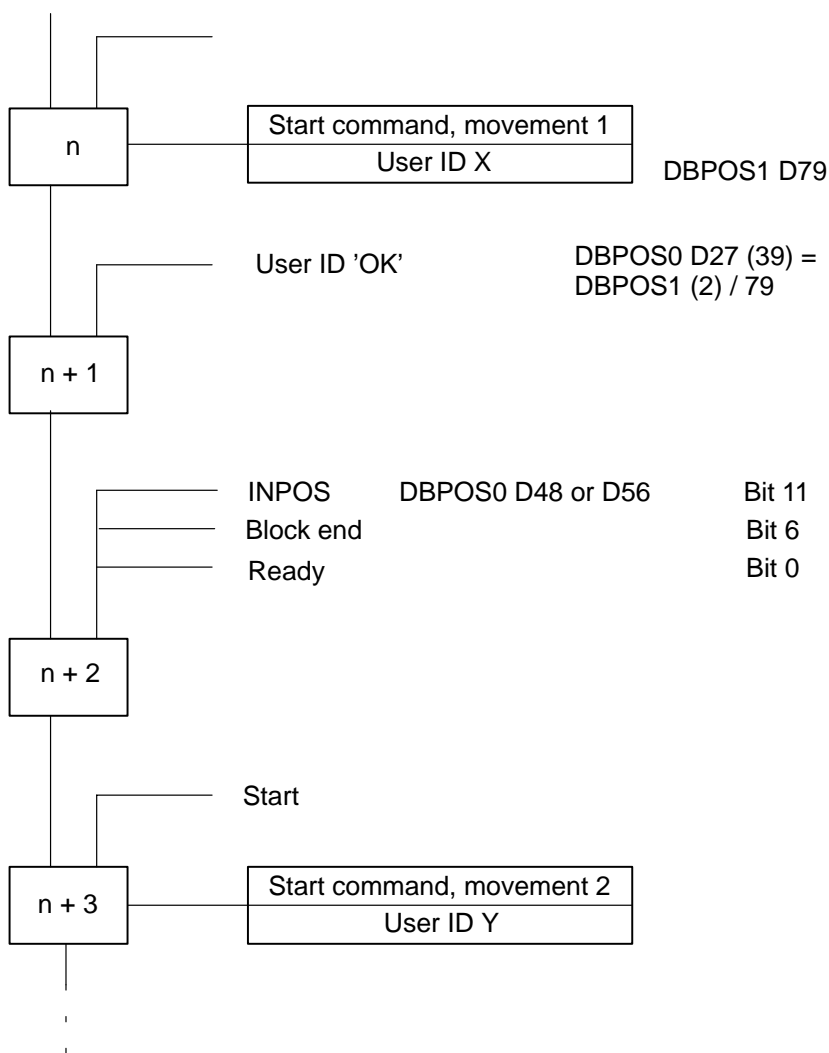 n
Start command, movement 1
User ID X
DBPOS1 D79
User ID ’OK’
DBPOS0 D27 (39) =
DBPOS1 (2) / 79
n + 1
INPOS DBPOS0 D48 or D56 Bit 11
Block end Bit 6
Ready Bit 0
n + 2
Start
n + 3
Start command, movement 2
User ID Y